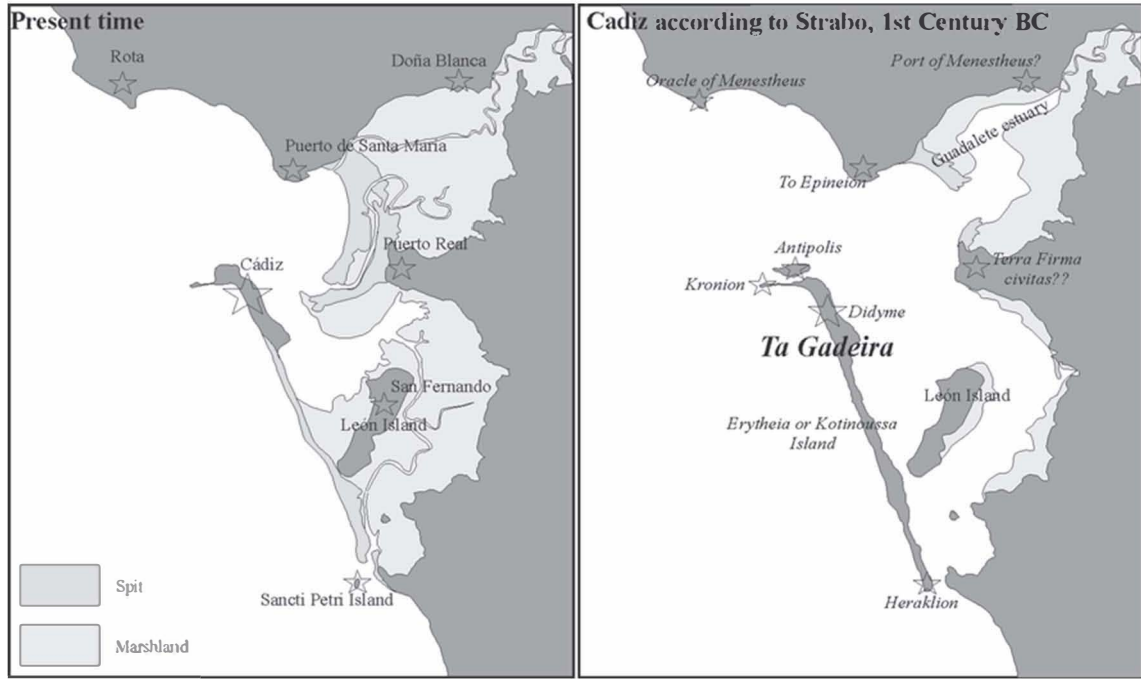 Present time
Rota
Doña Blanca
Puerto de Santa Maria
Puerto Real
Cádiz
San Fernando
León Island
Sancti Petri Island
Spit
Marshland
Cadiz according to Strabo, 1st Century BC
Port of Menestheus?
Oracle of Menestheus
Guadalete estuary
To Epineion
Antipolis
Terra Firma
civitas??
Kronion
Didyme
Ta Gadeira
León Island
Erytheia or Kotinoussa
Island
Heraklion